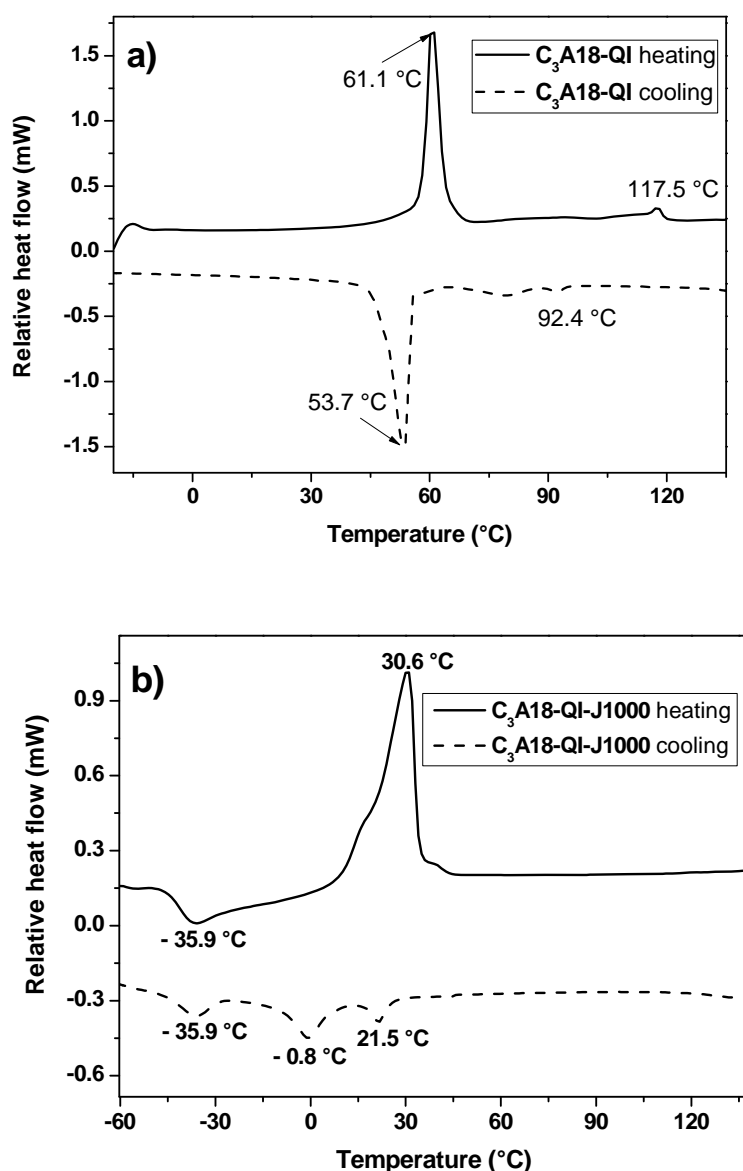 a)
C₃A18-QI heating
C₃A18-QI cooling
61.1 °C
117.5 °C
92.4 °C
53.7 °C
1.5
1.0
0.5
0.0
-0.5
-1.0
-1.5
Relative heat flow (mW)
0 30 60 90 120
Temperature (°C)
b)
30.6 °C
C₃A18-QI-J1000 heating
C₃A18-QI-J1000 cooling
- 35.9 °C
- 35.9 °C
- 0.8 °C
21.5 °C
0.9
0.6
0.3
0.0
-0.3
-0.6
Relative heat flow (mW)
-60 -30 0 30 60 90 120
Temperature (°C)